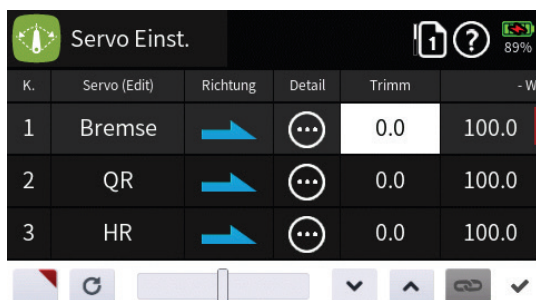 Servo Einst.
1
?
89%
K. Servo (Edit) Richtung Detail Trimm - W
1 Bremse 0.0 100.0
2 QR 0.0 100.0
3 HR 0.0 100.0